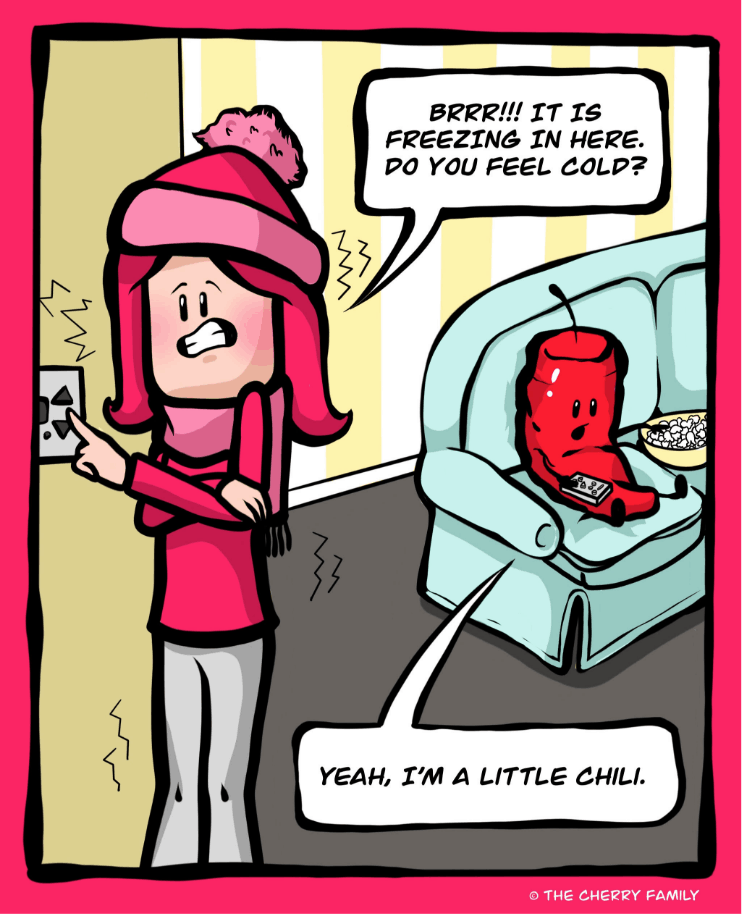 BRRR!!! IT IS
FREEZING IN HERE.
DO YOU FEEL COLD?
YEAH, I'M A LITTLE CHILI.
© THE CHERRY FAMILY